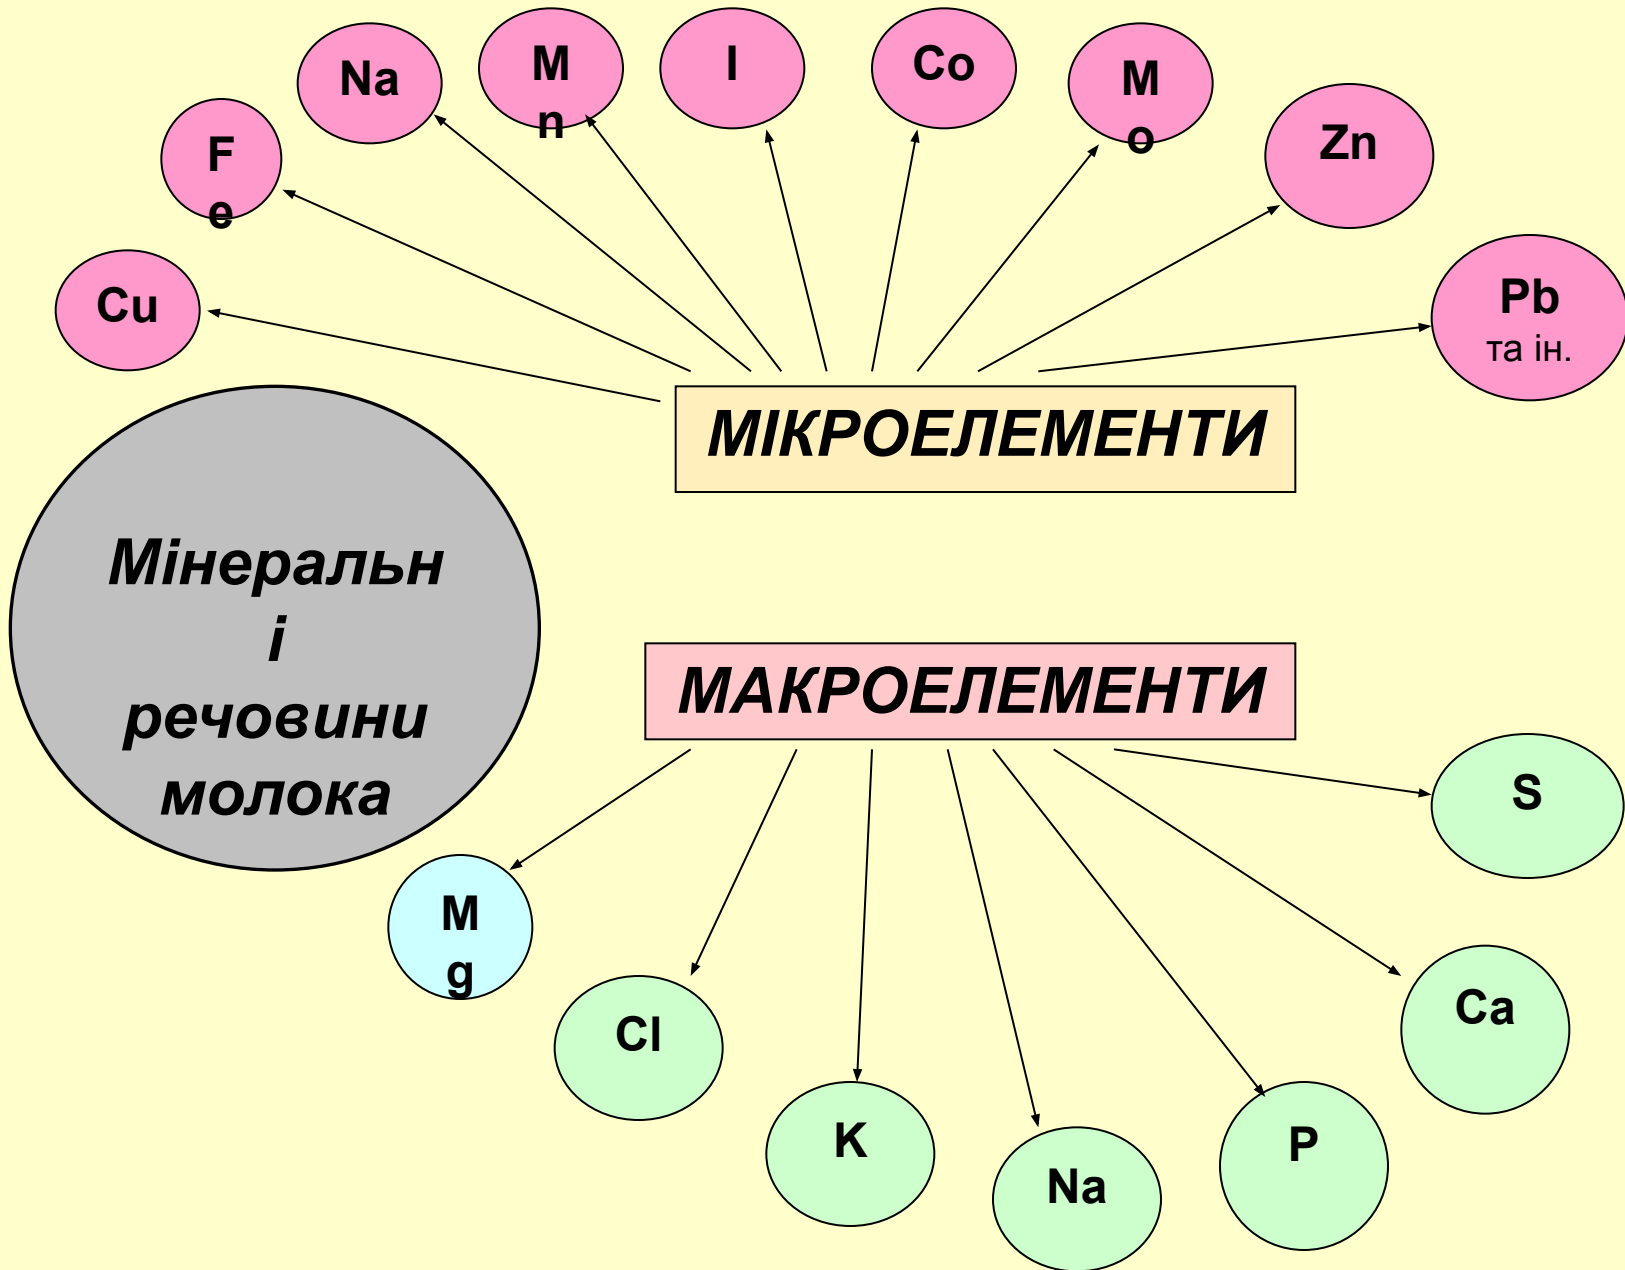 Na
M
n
I
Co
M
o
F
e
Zn
Cu
Pb
та ін.
МІКРОЕЛЕМЕНТИ
Мінеральн
і
речовини
молока
МАКРОЕЛЕМЕНТИ
S
M
g
Cl
Ca
K
Na
P